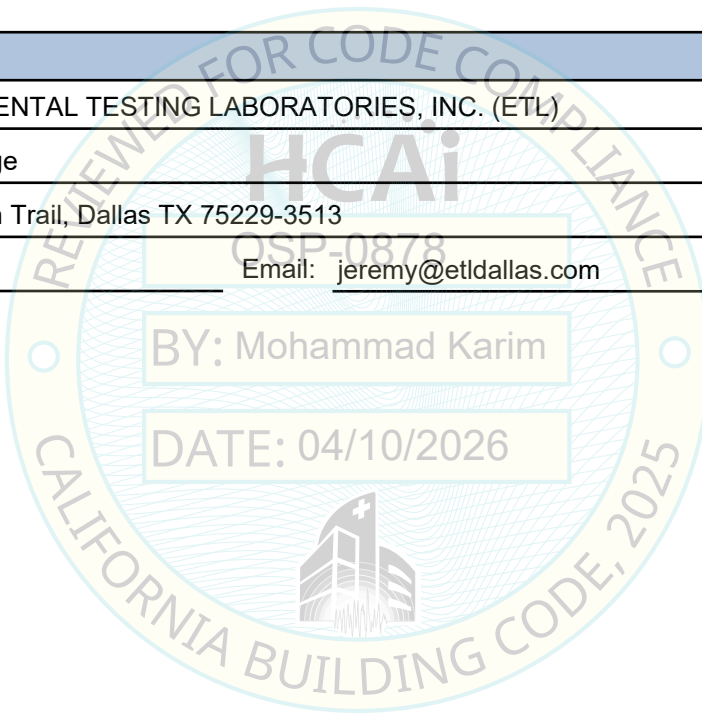 ENTAL TESTING LABORATORIES, INC. (ETL)
ge
Trail, Dallas TX 75229-3513
Email: jeremy@etldallas.com
REVIEWED FOR CODE COMPLIANCE
HCAi
OSP-0878
BY: Mohammad Karim
DATE: 04/10/2026
CALIFORNIA BUILDING CODE, 2025